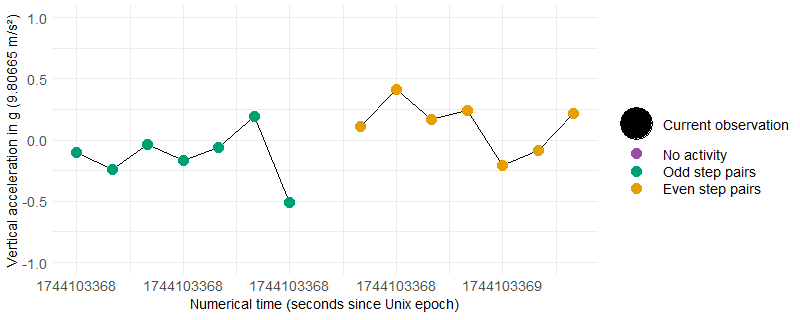 Vertical acceleration in g (9.80665 m/s²)
1.0
0.5
0.0
-0.5
-1.0
1744103368 1744103368 1744103368 1744103368 1744103369
Numerical time (seconds since Unix epoch)
Current observation
No activity
Odd step pairs
Even step pairs